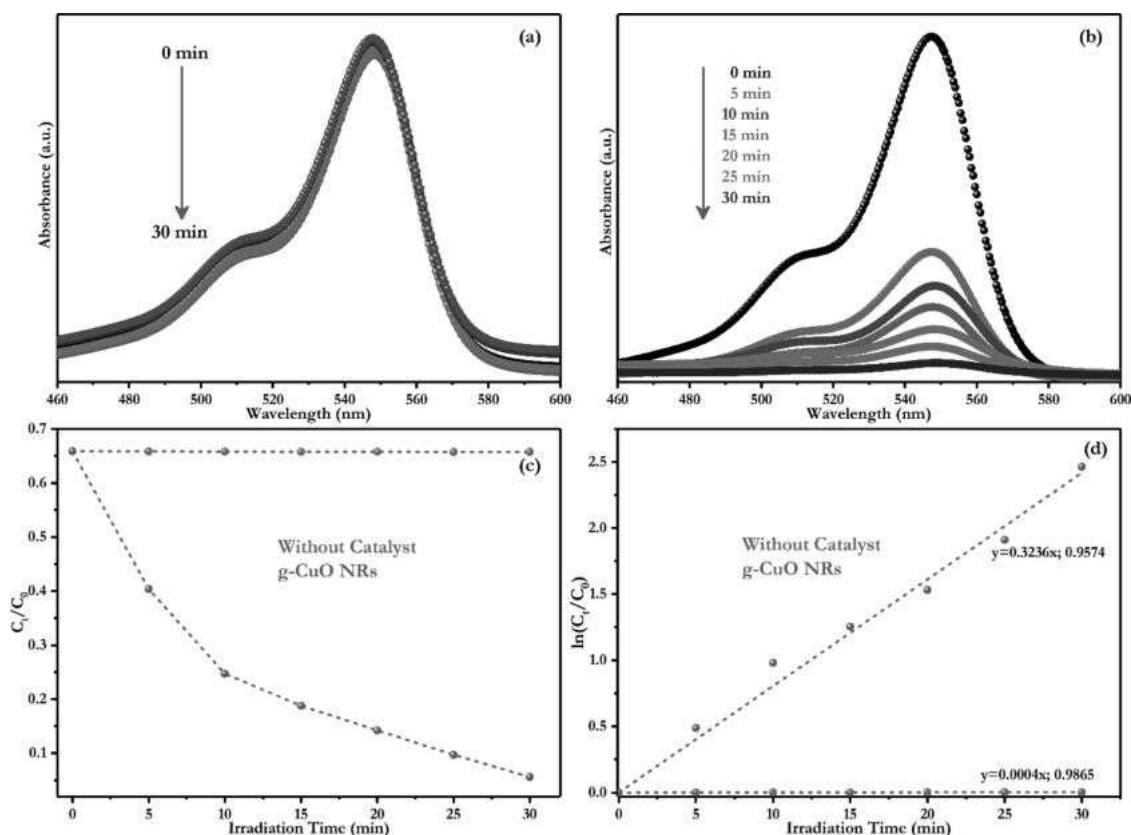 (a)
0 min
30 min
Absorbance (a.u.)
460 480 500 520 540 560 580 600
Wavelength (nm)
(b)
0 min
5 min
10 min
15 min
20 min
25 min
30 min
Absorbance (a.u.)
460 480 500 520 540 560 580 600
Wavelength (nm)
(c)
0.7
0.6
0.5
0.4
0.3
0.2
0.1
Without Catalyst
g-CuO NRs
Ct/C0
0 5 10 15 20 25 30
Irradiation Time (min)
(d)
2.5
2.0
1.5
1.0
0.5
0.0
Without Catalyst
g-CuO NRs
y=0.3236x; 0.9574
y=0.0004x; 0.9865
ln(Ct/C0)
0 5 10 15 20 25 30
Irradiation Time (min)